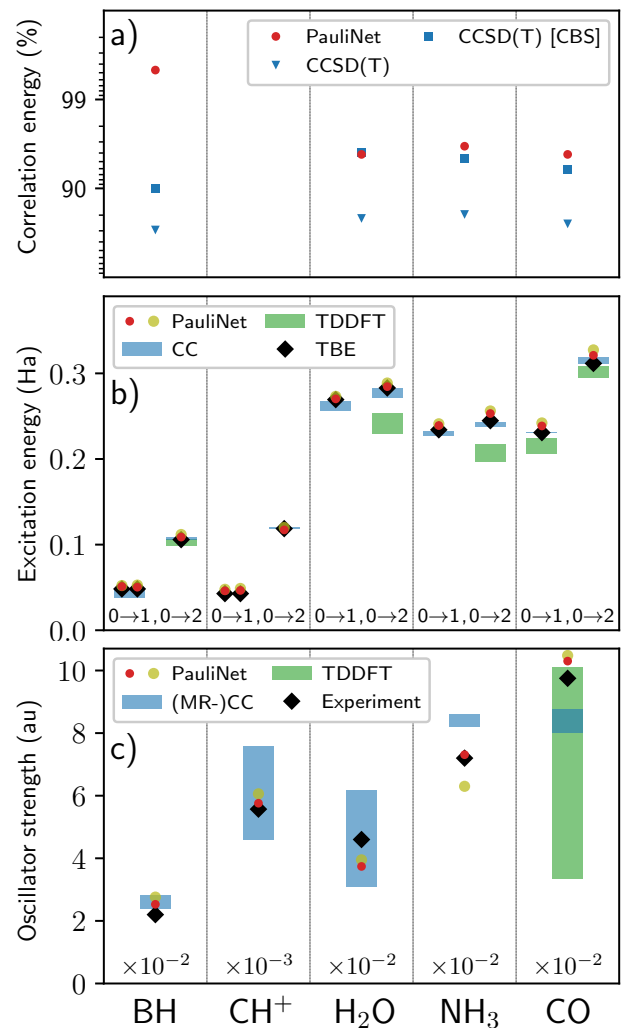 a)
PauliNet
CCSD(T)
CCSD(T) [CBS]
99
90
Correlation energy (%)
b)
PauliNet
CC
TDDFT
TBE
0.3
0.2
0.1
0.0
Excitation energy (Ha)
0→1,0→2 0→1,0→2 0→1,0→2 0→1,0→2 0→1,0→2
c)
PauliNet
(MR-)CC
TDDFT
Experiment
10
8
6
4
2
0
Oscillator strength (au)
×10⁻² ×10⁻³ ×10⁻² ×10⁻² ×10⁻²
BH CH⁺ H₂O NH₃ CO